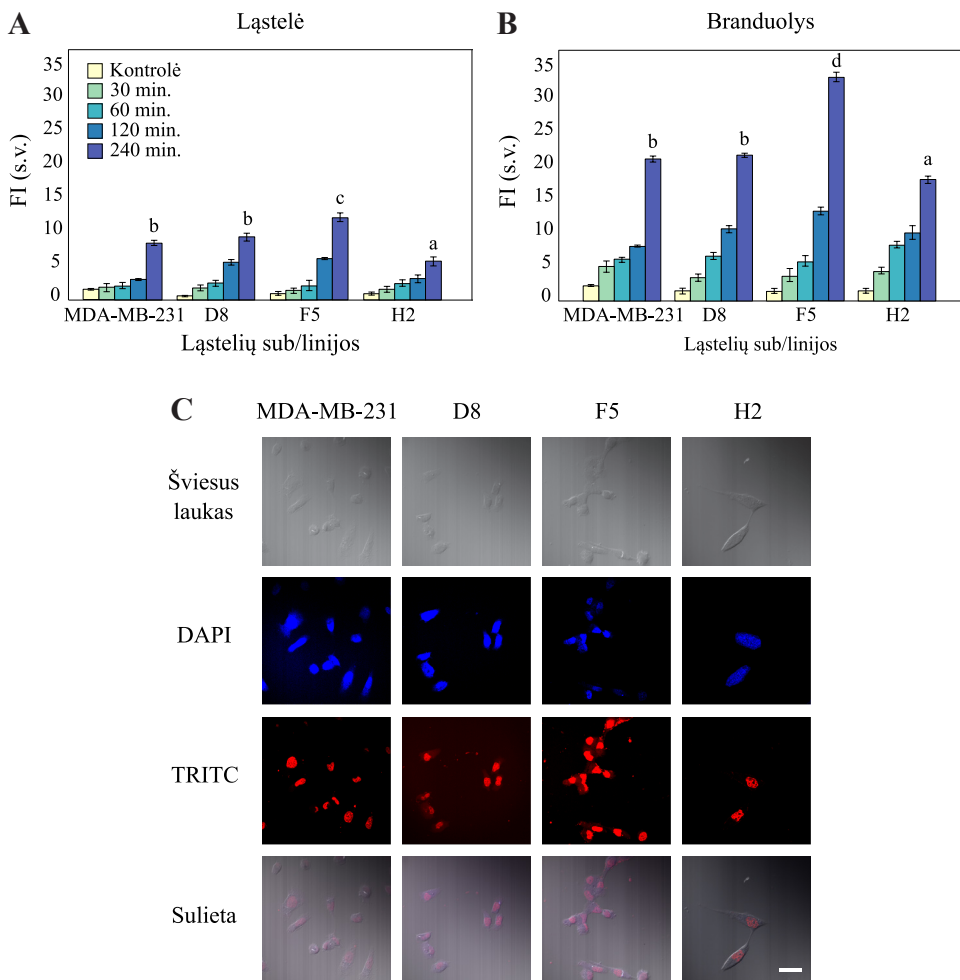 A
Ląstelė
FI (s.v.)
35
30
25
20
15
10
5
0
Kontrolė
30 min.
60 min.
120 min.
240 min.
b
b
c
a
MDA-MB-231 D8 F5 H2
Ląstelių sub/linijos
B
Branduolys
FI (s.v.)
35
30
25
20
15
10
5
0
b
b
d
a
MDA-MB-231 D8 F5 H2
Ląstelių sub/linijos
C
MDA-MB-231 D8 F5 H2
Šviesus
laukas
DAPI
TRITC
Sulieta